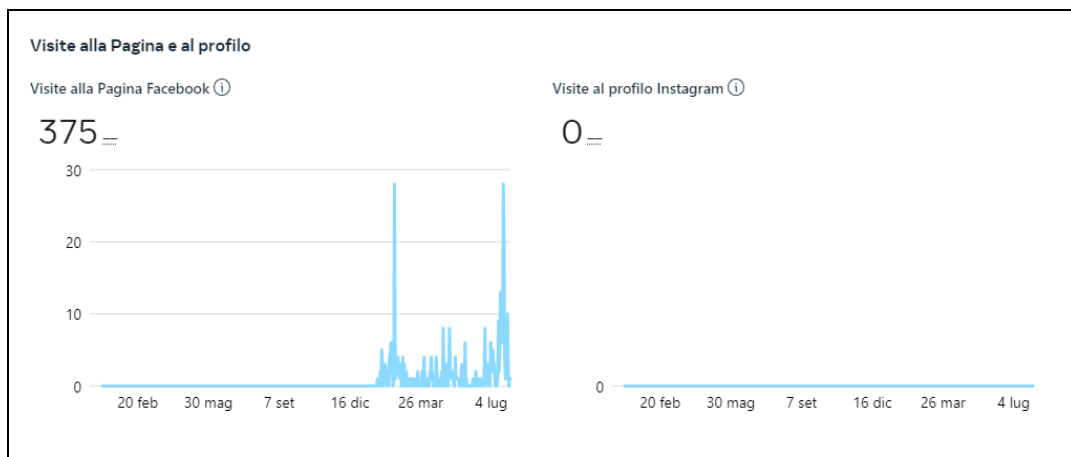 Visite alla Pagina e al profilo
Visite alla Pagina Facebook
375 --
30
20
10
0
20 feb 30 mag 7 set 16 dic 26 mar 4 lug
Visite al profilo Instagram
0 --
0
20 feb 30 mag 7 set 16 dic 26 mar 4 lug